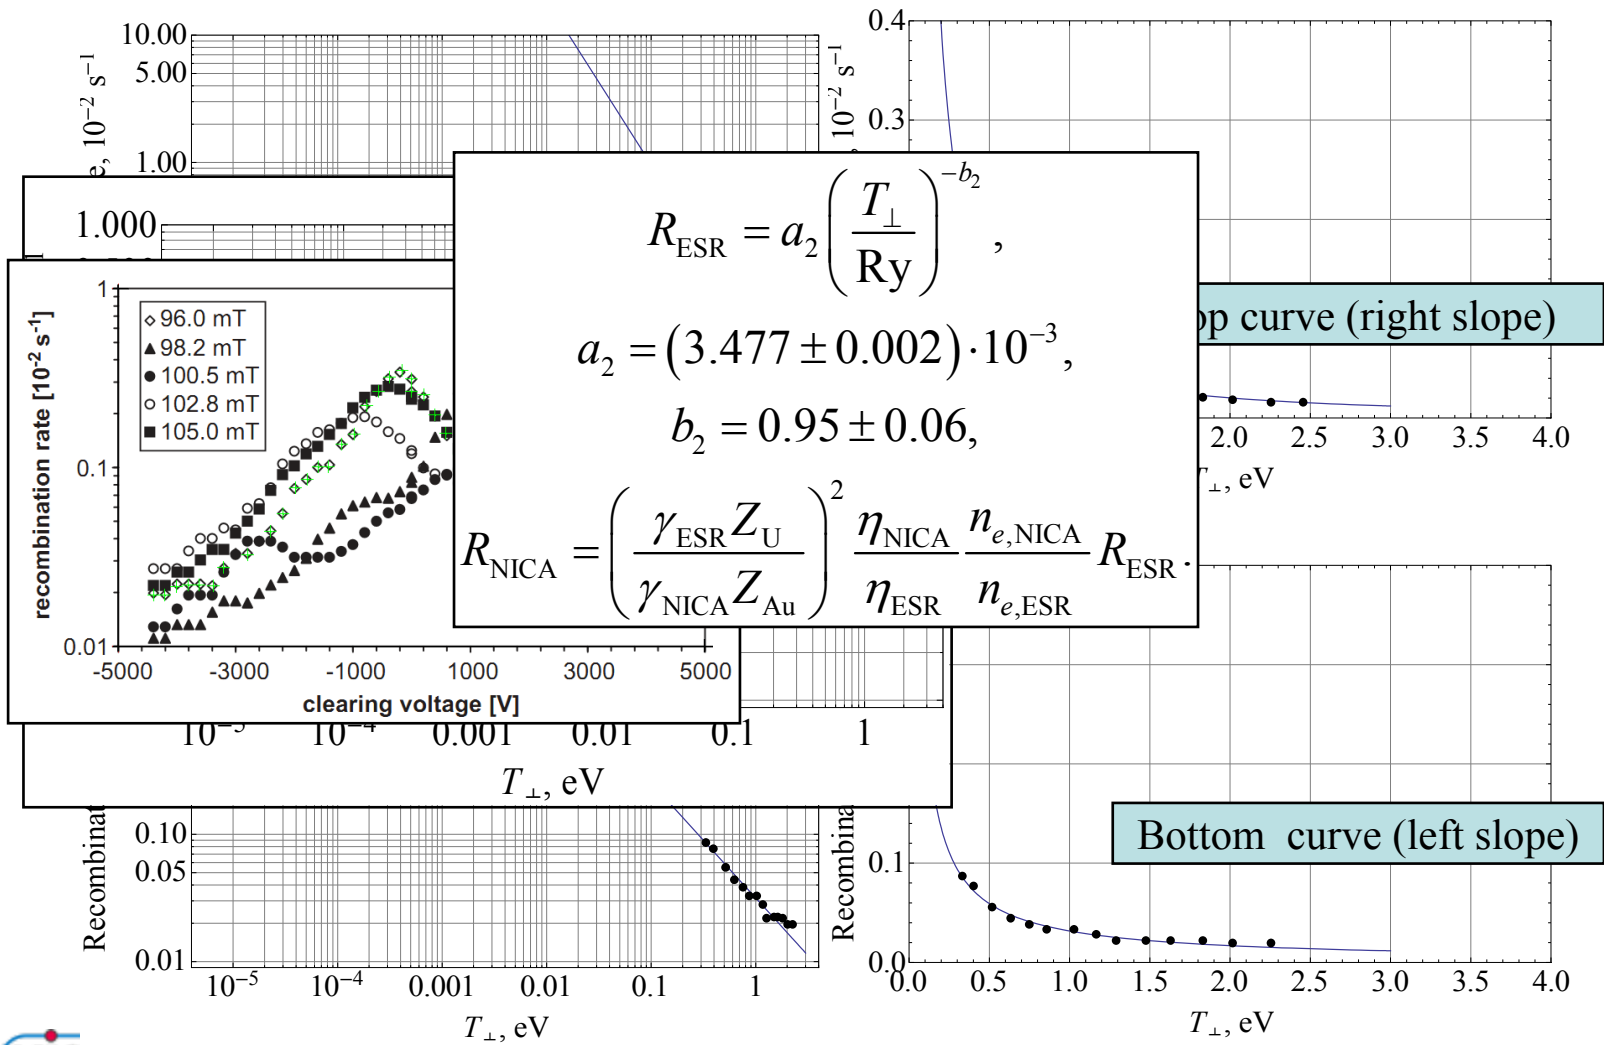 10.00
5.00
1.00
10⁻² s⁻¹
0.4
0.3
10⁻² s⁻¹
1.000
R_ESR = a₂ (T⊥ / Ry)^(−b₂) ,
a₂ = (3.477 ± 0.002)·10⁻³,
b₂ = 0.95 ± 0.06,
R_NICA = (γ_ESR Z_U / γ_NICA Z_Au)² η_NICA / η_ESR n_e,NICA / n_e,ESR R_ESR .
curve (right slope)
2.0 2.5 3.0 3.5 4.0
⊥, eV
recombination rate [10⁻² s⁻¹]
1
0.1
0.01
96.0 mT
98.2 mT
100.5 mT
102.8 mT
105.0 mT
-5000 -3000 -1000 1000 3000 5000
clearing voltage [V]
10⁻⁵ 10⁻⁴ 0.001 0.01 0.1 1
T⊥, eV
0.10
0.05
0.01
10⁻⁵ 10⁻⁴ 0.001 0.01 0.1 1
T⊥, eV
Bottom curve (left slope)
0.1
0.0
0.0 0.5 1.0 1.5 2.0 2.5 3.0 3.5 4.0
T⊥, eV